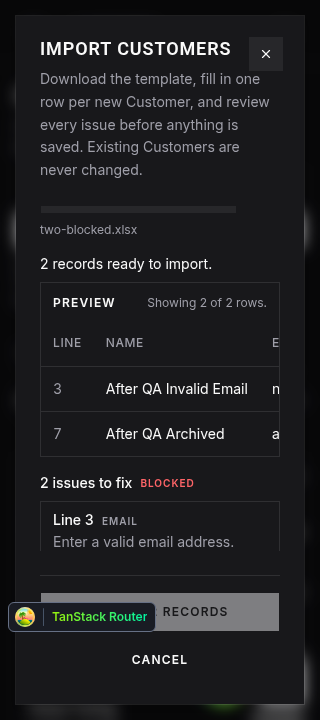 IMPORT CUSTOMERS
×
Download the template, fill in one
row per new Customer, and review
every issue before anything is
saved. Existing Customers are
never changed.
two-blocked.xlsx
2 records ready to import.
PREVIEW Showing 2 of 2 rows.
LINE NAME E
3 After QA Invalid Email n
7 After QA Archived a
2 issues to fix BLOCKED
Line 3 EMAIL
Enter a valid email address.
TanStack Router RECORDS
CANCEL